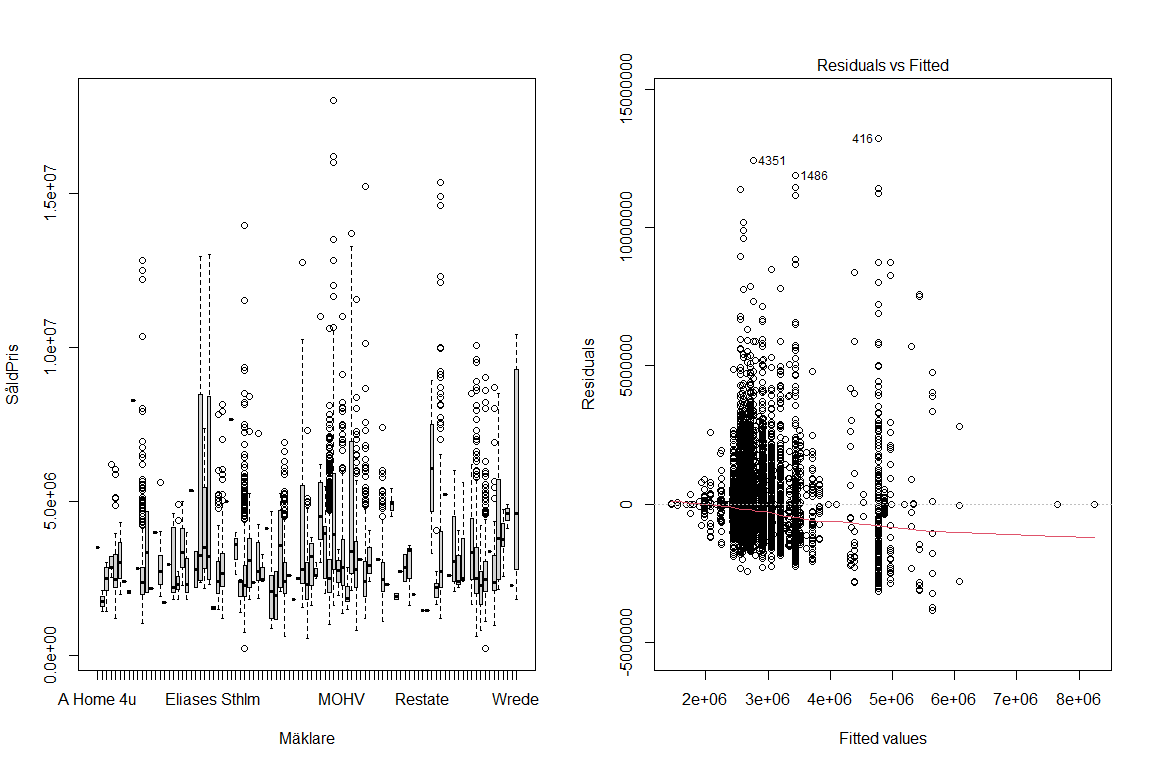 SåldPris
0.0e+00
5.0e+06
1.0e+07
1.5e+07
A Home 4u
Eliases Sthlm
MOHV
Restate
Wrede
Mäklare
Residuals vs Fitted
Residuals
-5000000
0
5000000
10000000
15000000
416
4351
1486
2e+06
3e+06
4e+06
5e+06
6e+06
7e+06
8e+06
Fitted values